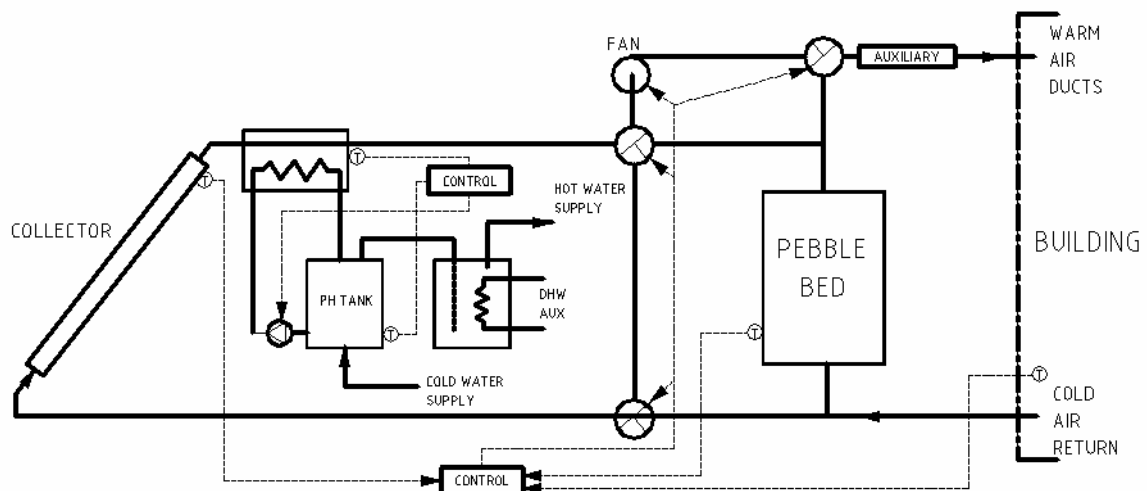 FAN
AUXILIARY
WARM
AIR
DUCTS
T
T
CONTROL
HOT WATER
SUPPLY
COLLECTOR
PEBBLE
BED
BUILDING
PH TANK
DHW
AUX
T
T
COLD WATER
SUPPLY
T
COLD
AIR
RETURN
CONTROL